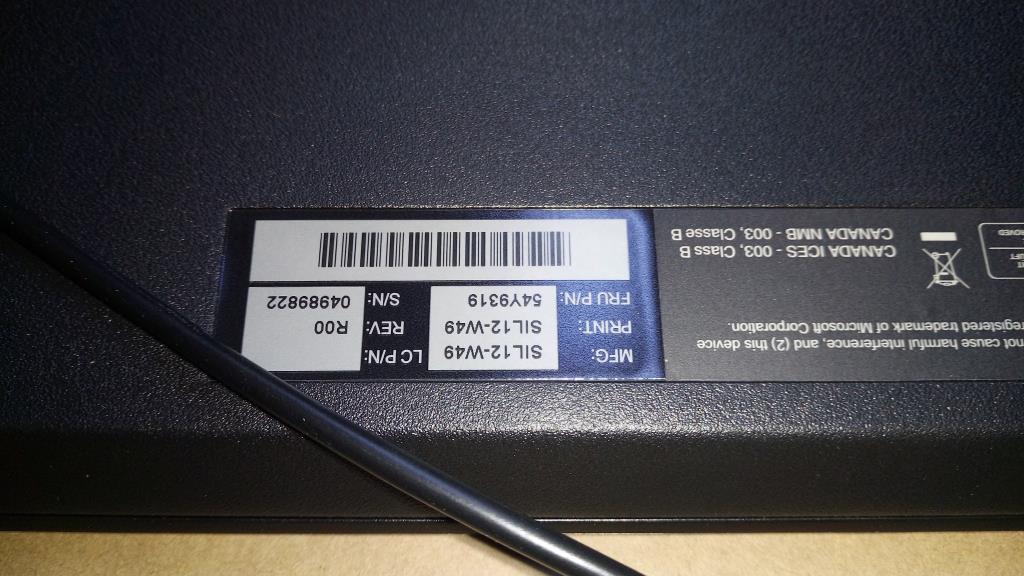 not cause harmful interference, and (2) this device
registered trademark of Microsoft Corporation.
CANADA ICES - 003, Class B
CANADA NMB - 003, Classe B
MFG: SIL12-W49 LC P/N:
PRINT: SIL12-W49 REV: R00
FRU P/N: 54Y9319 S/N: 04989822